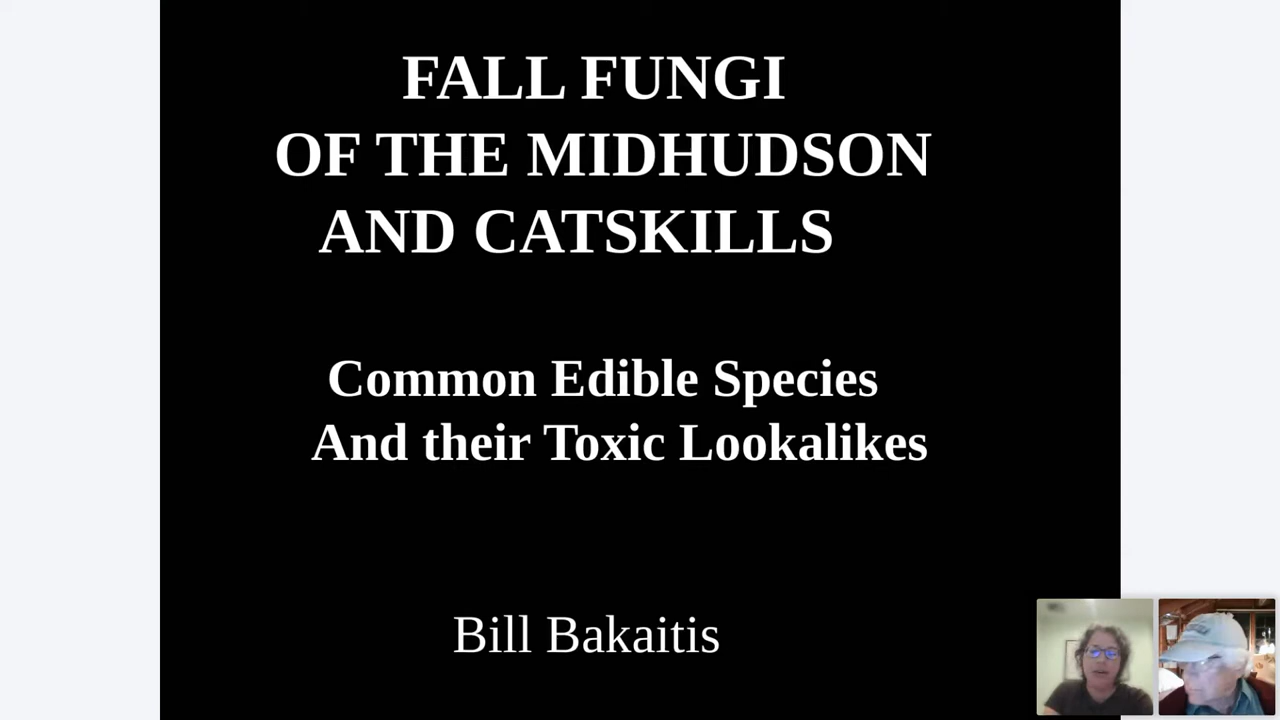 FALL FUNGI
OF THE MIDHUDSON
AND CATSKILLS
Common Edible Species
And their Toxic Lookalikes
Bill Bakaitis